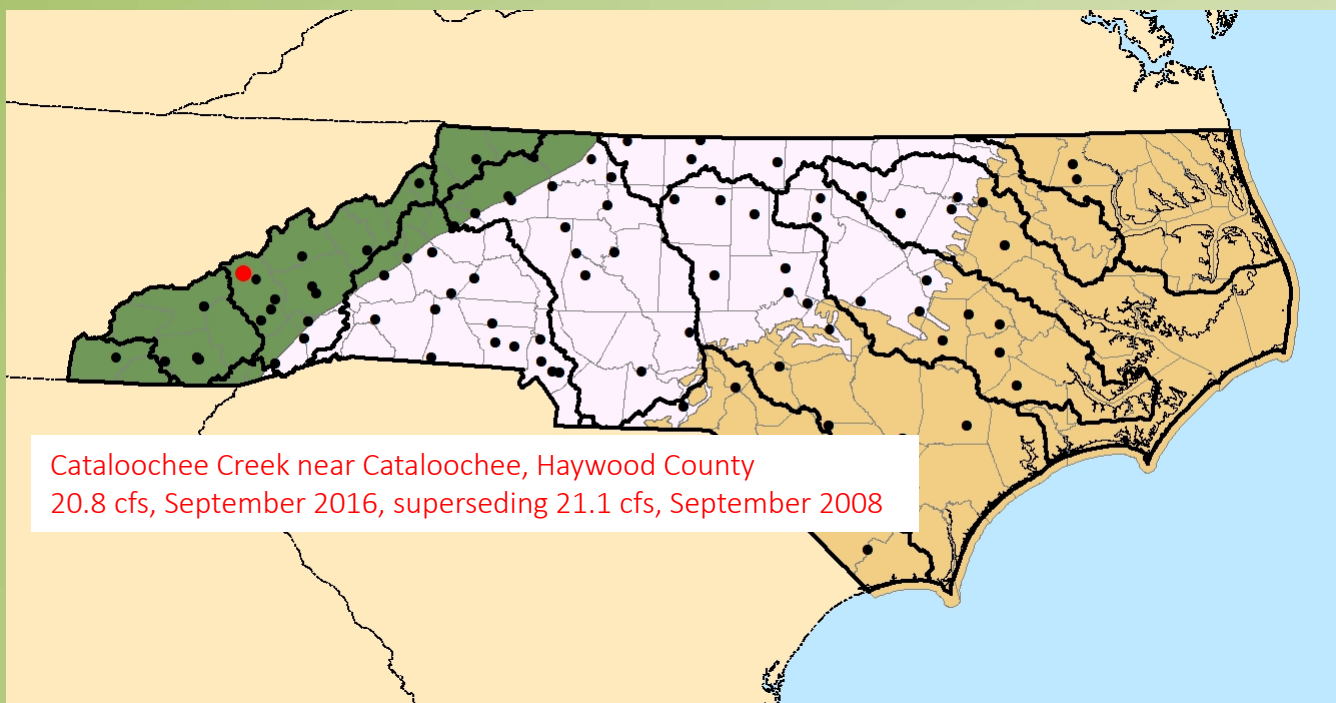 Cataloochee Creek near Cataloochee, Haywood County
20.8 cfs, September 2016, superseding 21.1 cfs, September 2008